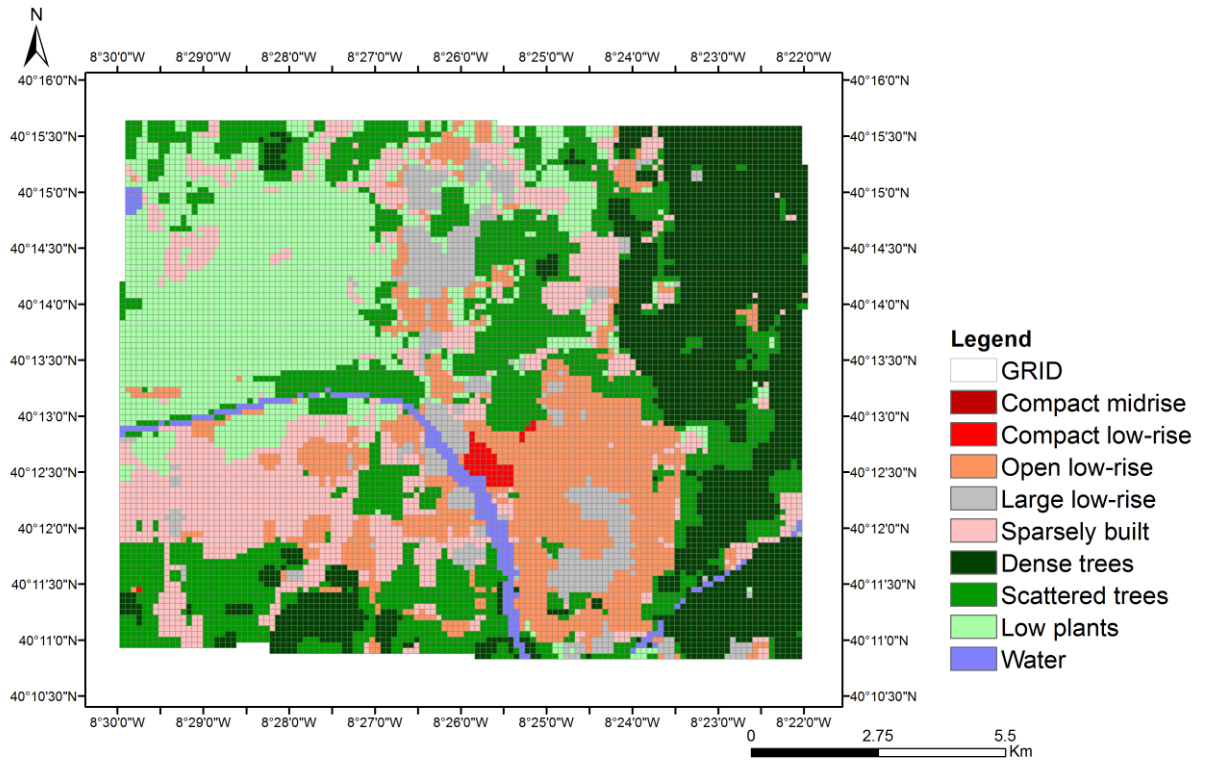 N
8°30'0"W 8°29'0"W 8°28'0"W 8°27'0"W 8°26'0"W 8°25'0"W 8°24'0"W 8°23'0"W 8°22'0"W
40°16'0"N 40°16'0"N
40°15'30"N 40°15'30"N
40°15'0"N 40°15'0"N
40°14'30"N 40°14'30"N
40°14'0"N 40°14'0"N
40°13'30"N 40°13'30"N
40°13'0"N 40°13'0"N
40°12'30"N 40°12'30"N
40°12'0"N 40°12'0"N
40°11'30"N 40°11'30"N
40°11'0"N 40°11'0"N
40°10'30"N 40°10'30"N
8°30'0"W 8°29'0"W 8°28'0"W 8°27'0"W 8°26'0"W 8°25'0"W 8°24'0"W 8°23'0"W 8°22'0"W
Legend
GRID
Compact midrise
Compact low-rise
Open low-rise
Large low-rise
Sparsely built
Dense trees
Scattered trees
Low plants
Water
0 2.75 5.5
Km